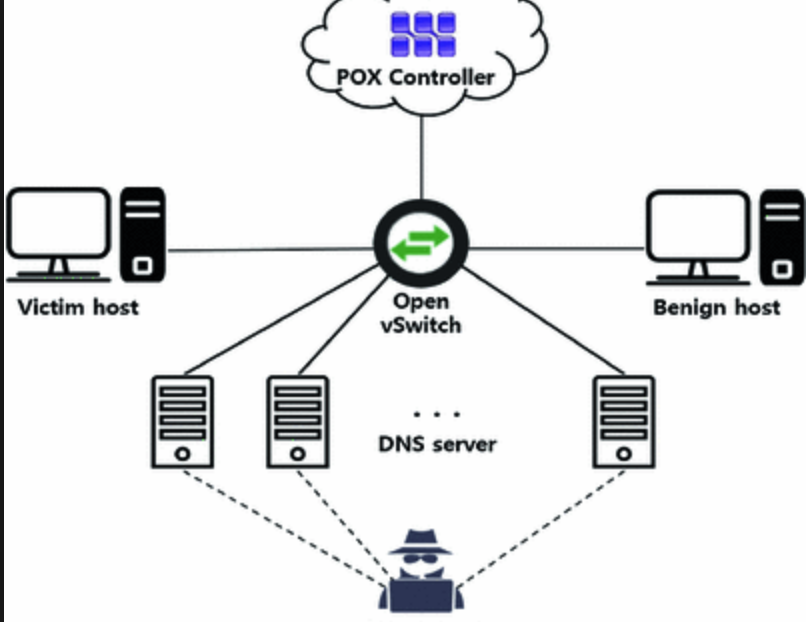 POX Controller
Victim host
Open
vSwitch
Benign host
. . .
DNS server